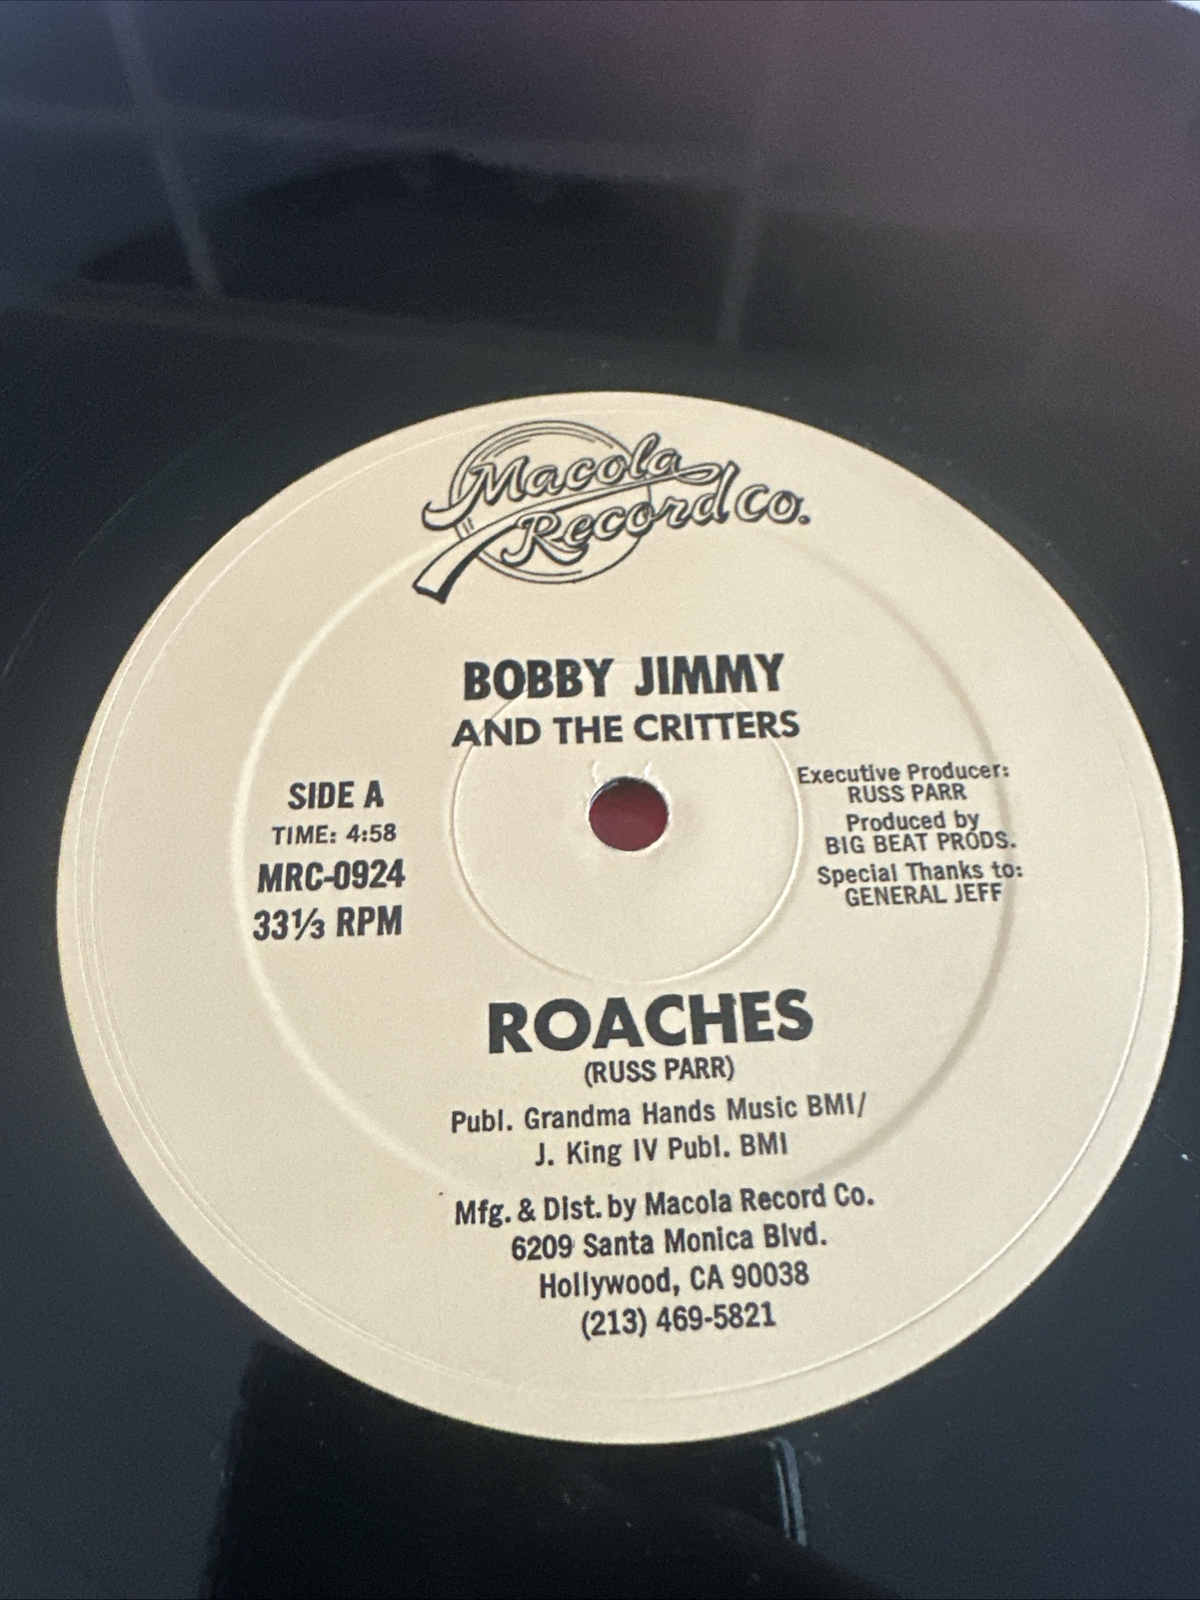 Macola
Record Co.
BOBBY JIMMY
AND THE CRITTERS
SIDE A
TIME: 4:58
MRC-0924
33⅓ RPM
Executive Producer:
RUSS PARR
Produced by
BIG BEAT PRODS.
Special Thanks to:
GENERAL JEFF
ROACHES
(RUSS PARR)
Publ. Grandma Hands Music BMI/
J. King IV Publ. BMI
Mfg. & Dist. by Macola Record Co.
6209 Santa Monica Blvd.
Hollywood, CA 90038
(213) 469-5821